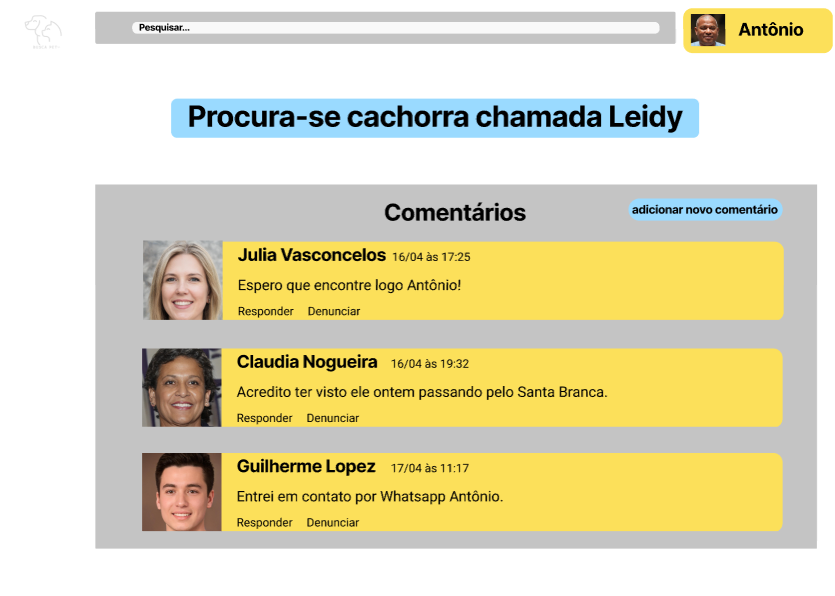 Pesquisar...
Antônio
Procura-se cachorra chamada Leidy
Comentários
adicionar novo comentário
Julia Vasconcelos 16/04 às 17:25
Espero que encontre logo Antônio!
Responder Denunciar
Claudia Nogueira 16/04 às 19:32
Acredito ter visto ele ontem passando pelo Santa Branca.
Responder Denunciar
Guilherme Lopez 17/04 às 11:17
Entrei em contato por Whatsapp Antônio.
Responder Denunciar